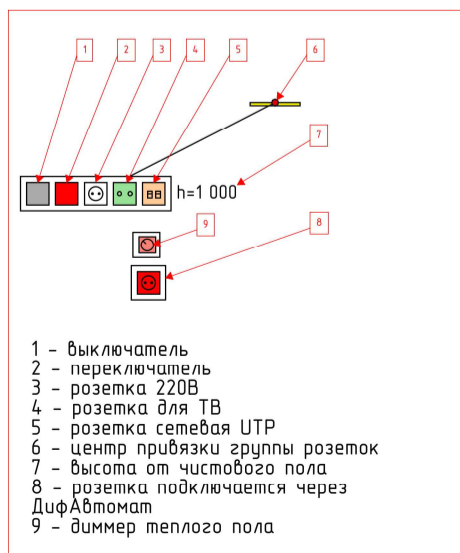 1
2
3
4
5
6
7
h=1 000
9
8
1 - выключатель
2 - переключатель
3 - розетка 220В
4 - розетка для ТВ
5 - розетка сетевая UTP
6 - центр привязки группы розеток
7 - высота от чистового пола
8 - розетка подключается через
ДифАвтомат
9 - диммер теплого пола